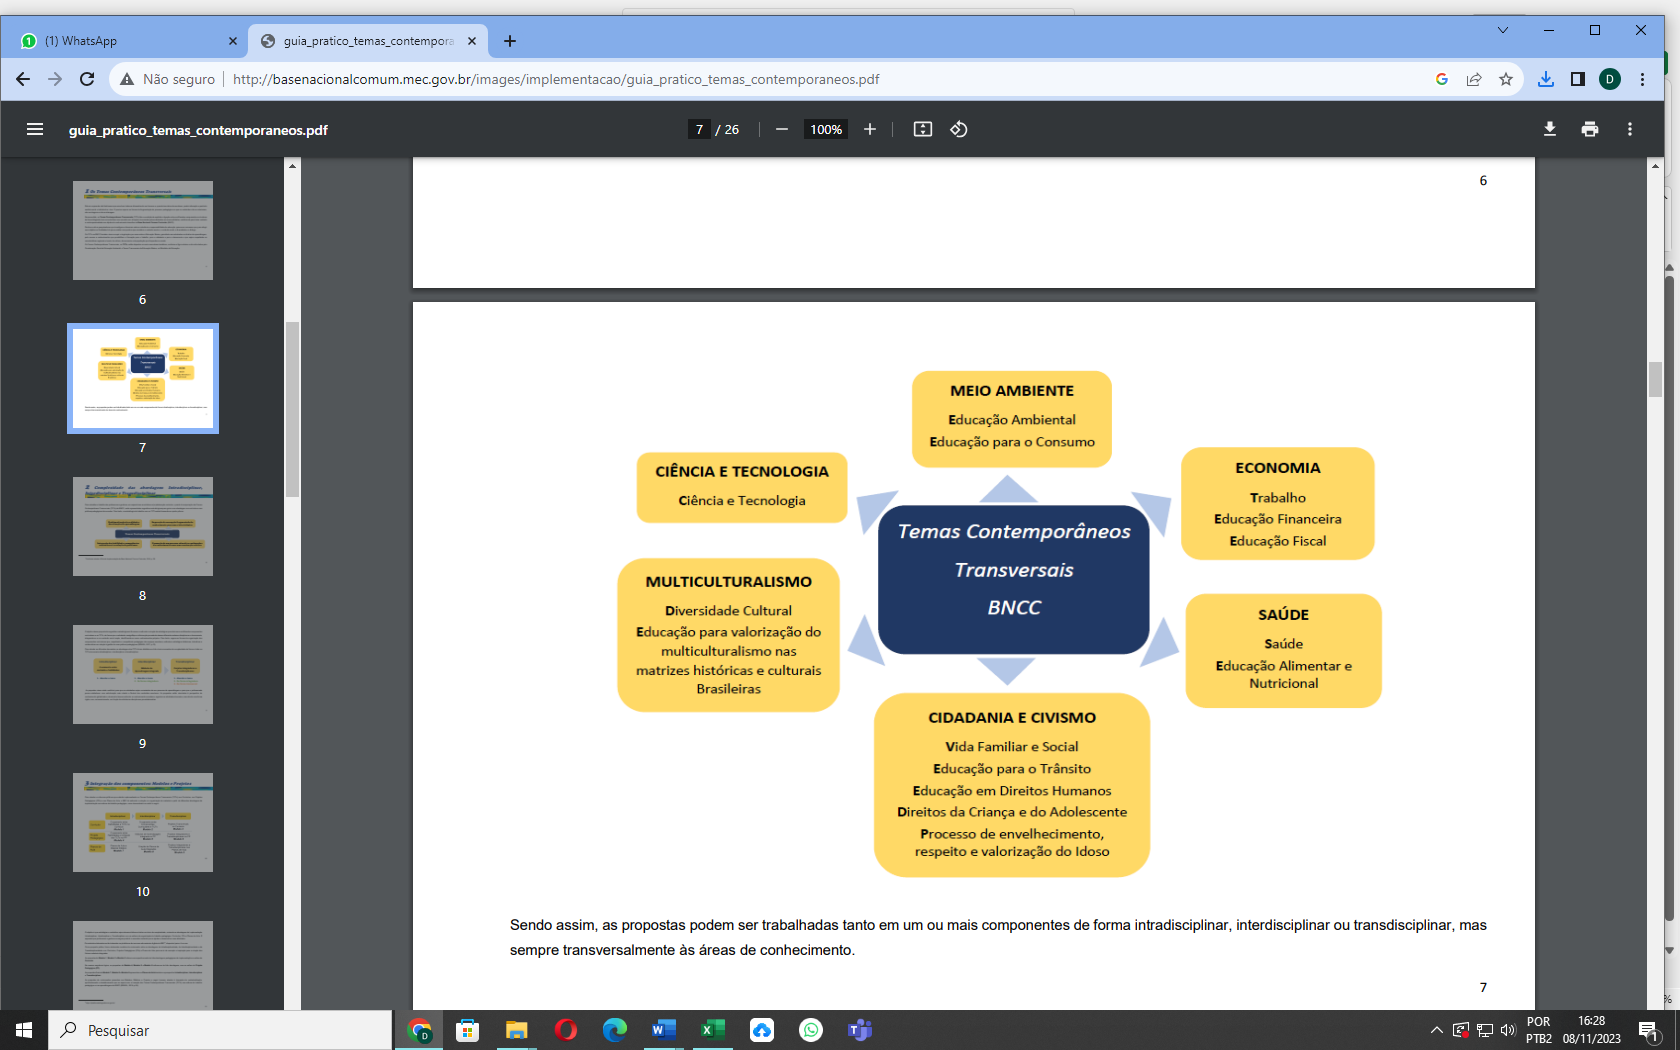 (1) WhatsApp
guia_pratico_temas_contempora
Não seguro
http://basenacionalcomum.mec.gov.br/images/implementacao/guia_pratico_temas_contemporaneos.pdf
D
guia_pratico_temas_contemporaneos.pdf
7 / 26
100%
6
7
8
9
10
6
MEIO AMBIENTE
Educação Ambiental
Educação para o Consumo
CIÊNCIA E TECNOLOGIA
Ciência e Tecnologia
ECONOMIA
Trabalho
Educação Financeira
Educação Fiscal
Temas Contemporâneos
Transversais
BNCC
MULTICULTURALISMO
Diversidade Cultural
Educação para valorização do
multiculturalismo nas
matrizes históricas e culturais
Brasileiras
SAÚDE
Saúde
Educação Alimentar e
Nutricional
CIDADANIA E CIVISMO
Vida Familiar e Social
Educação para o Trânsito
Educação em Direitos Humanos
Direitos da Criança e do Adolescente
Processo de envelhecimento,
respeito e valorização do Idoso
Sendo assim, as propostas podem ser trabalhadas tanto em um ou mais componentes de forma intradisciplinar, interdisciplinar ou transdisciplinar, mas
sempre transversalmente às áreas de conhecimento.
7
Pesquisar
POR
PTB2
16:28
08/11/2023
1